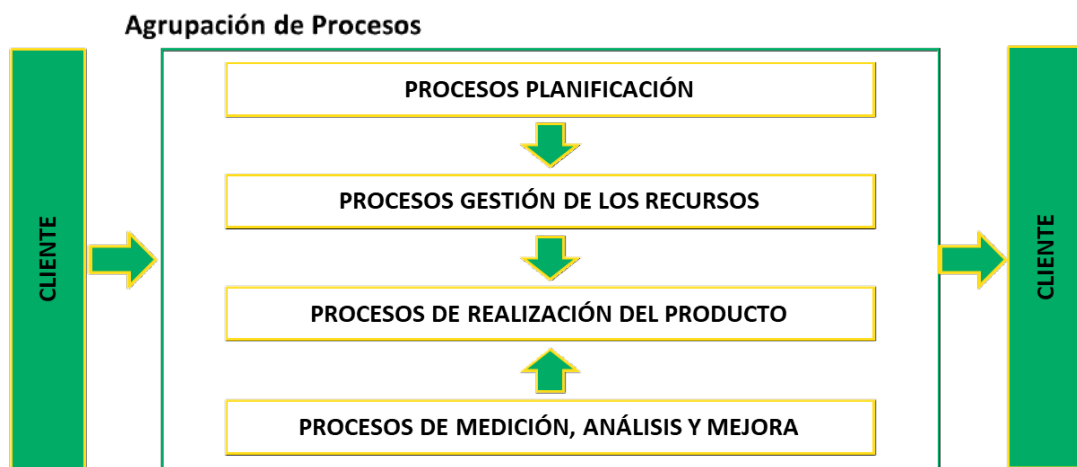 Agrupación de Procesos
CLIENTE
PROCESOS PLANIFICACIÓN
PROCESOS GESTIÓN DE LOS RECURSOS
PROCESOS DE REALIZACIÓN DEL PRODUCTO
PROCESOS DE MEDICIÓN, ANÁLISIS Y MEJORA
CLIENTE